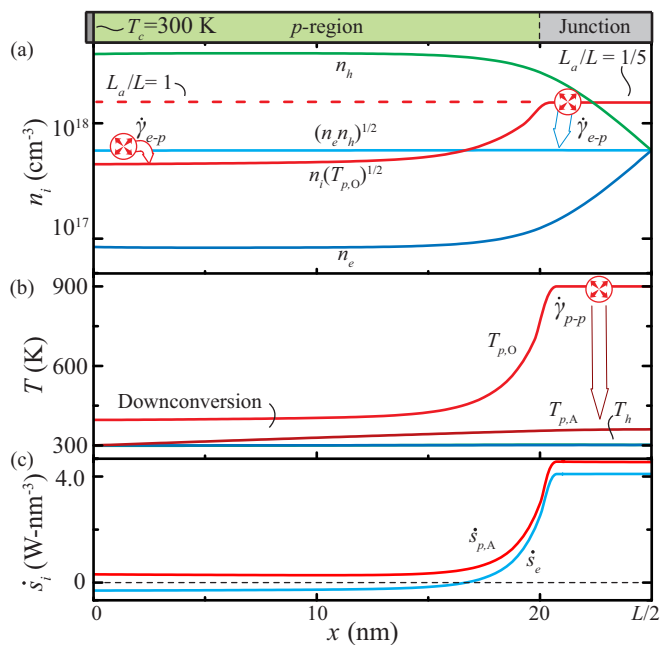 T_c=300 K
p-region
Junction
(a)
n_h
L_a/L= 1
L_a/L = 1/5
10^18
γ̇_e-p
(n_e n_h)^1/2
γ̇_e-p
n_i(T_p,O)^1/2
n_i (cm^-3)
10^17
n_e
(b)
900
γ̇_p-p
T_p,O
T (K)
600
Downconversion
T_p,A
T_h
300
(c)
4.0
ṡ_i (W-nm^-3)
ṡ_p,A
ṡ_e
0
0
10
20
L/2
x (nm)